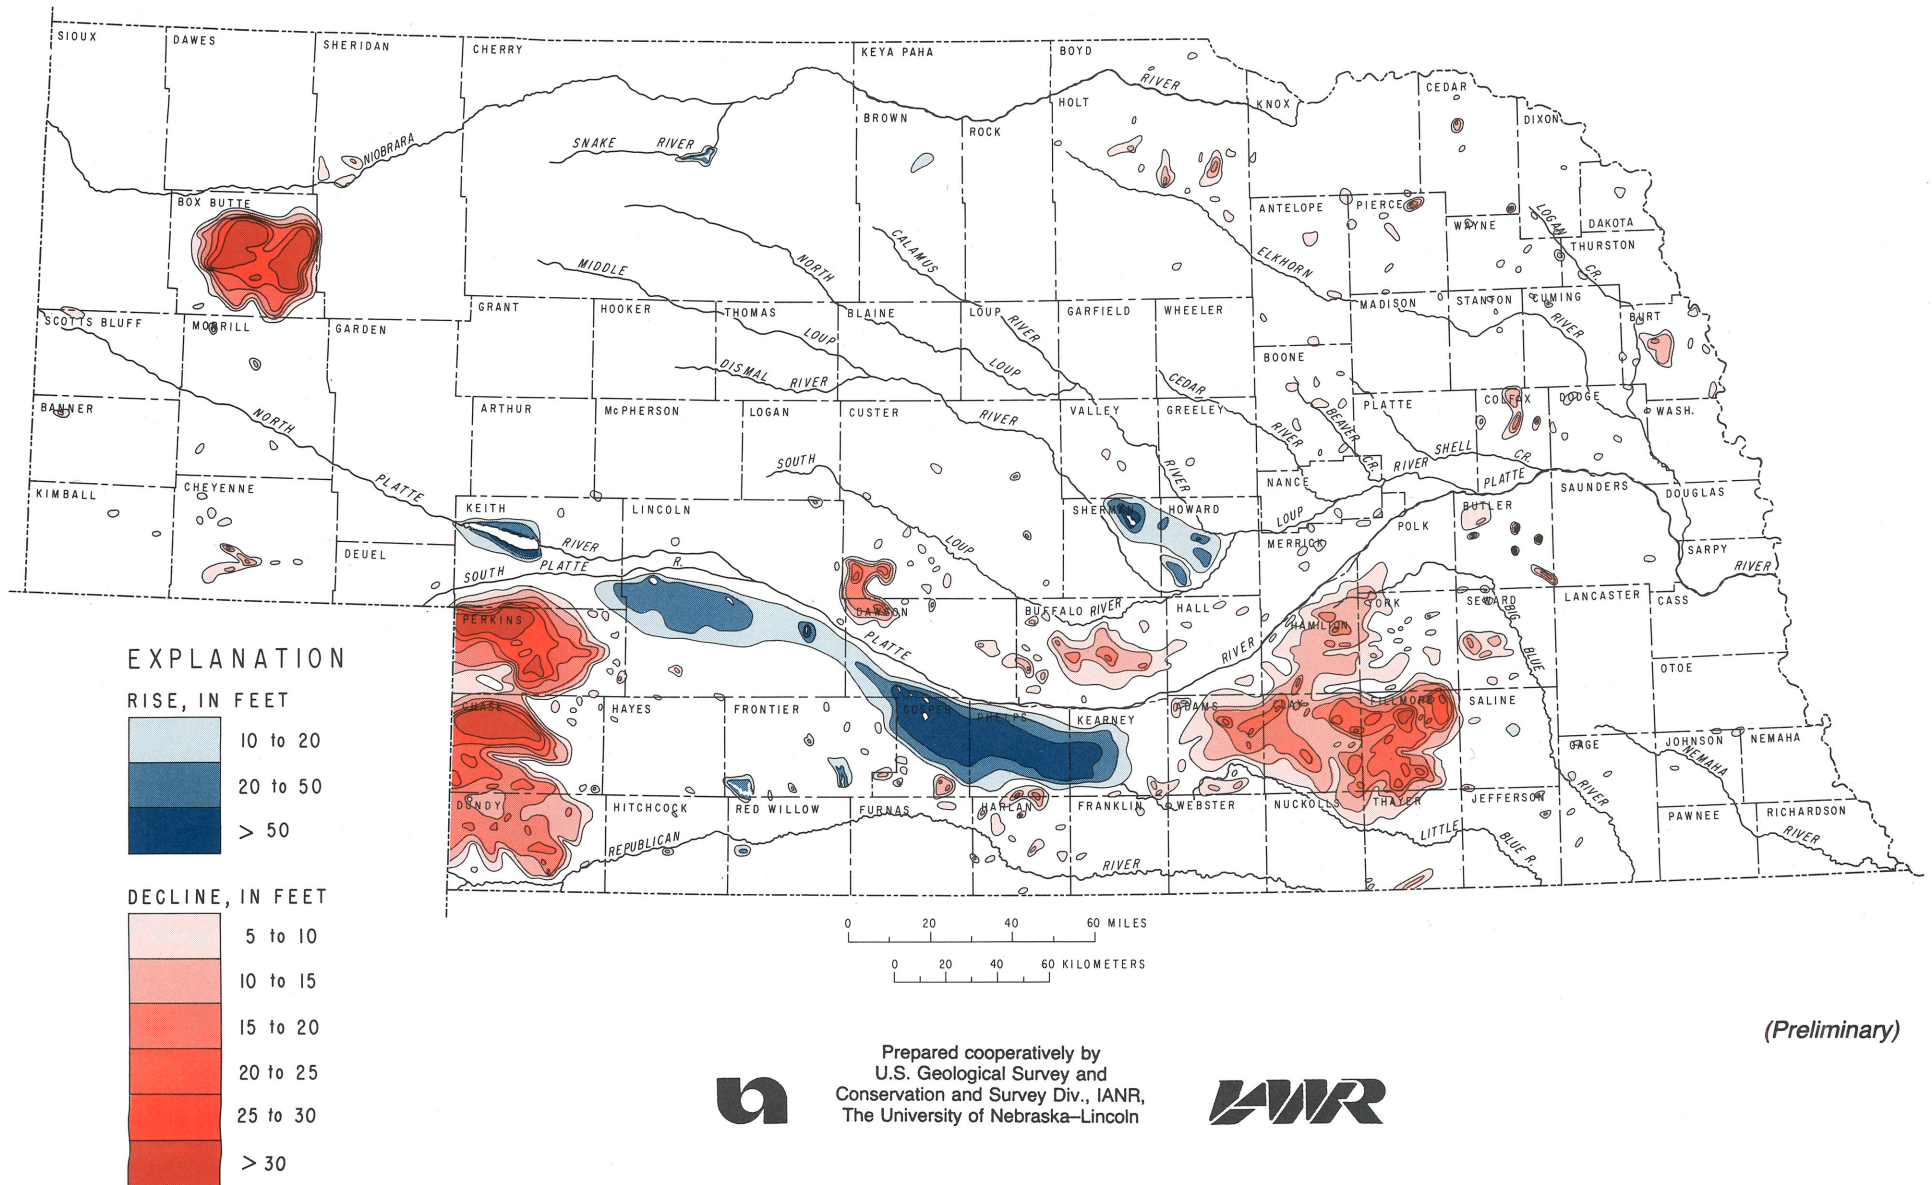 SIOUX
DAWES
SHERIDAN
CHERRY
KEYA PAHA
BOYD
RIVER
HOLT
KNOX
CEDAR
DIXON
BROWN
ROCK
SNAKE RIVER
NIOBRARA
BOX BUTTE
ANTELOPE
PIERCE
WAYNE
LOGAN
CR.
DAKOTA
THURSTON
CALAMUS
RIVER
ELKHORN
RIVER
MIDDLE
LOUP
RIVER
NORTH
LOUP
RIVER
SCOTTS BLUFF
MORRILL
GARDEN
GRANT
HOOKER
THOMAS
BLAINE
LOUP
GARFIELD
WHEELER
MADISON
STANTON
CUMING
BURT
DISMAL RIVER
BOONE
CEDAR
RIVER
BANNER
NORTH
PLATTE
RIVER
ARTHUR
McPHERSON
LOGAN
CUSTER
VALLEY
GREELEY
BEAVER
CR.
PLATTE
COLFAX
DODGE
WASH.
SHELL
CR.
SOUTH
LOUP
RIVER
KIMBALL
CHEYENNE
NANCE
LOUP
RIVER
PLATTE
RIVER
SAUNDERS
DOUGLAS
KEITH
LINCOLN
SHERMAN
HOWARD
BUTLER
POLK
MERRICK
SARPY
DEUEL
SOUTH PLATTE R.
PERKINS
DAWSON
BUFFALO
HALL
HAMILTON
YORK
SEWARD
LANCASTER
CASS
PLATTE
RIVER
BIG
BLUE
RIVER
OTOE
CHASE
HAYES
FRONTIER
GOSPER
PHELPS
KEARNEY
ADAMS
CLAY
FILLMORE
SALINE
GAGE
JOHNSON
NEMAHA
NEMAHA
RIVER
DUNDY
HITCHCOCK
RED WILLOW
FURNAS
HARLAN
FRANKLIN
WEBSTER
NUCKOLLS
THAYER
JEFFERSON
PAWNEE
RICHARDSON
REPUBLICAN
RIVER
LITTLE
BLUE R.
EXPLANATION
RISE, IN FEET
10 to 20
20 to 50
> 50
DECLINE, IN FEET
5 to 10
10 to 15
15 to 20
20 to 25
25 to 30
> 30
0 20 40 60 MILES
0 20 40 60 KILOMETERS
(Preliminary)
Prepared cooperatively by
U.S. Geological Survey and
Conservation and Survey Div., IANR,
The University of Nebraska–Lincoln
IANR